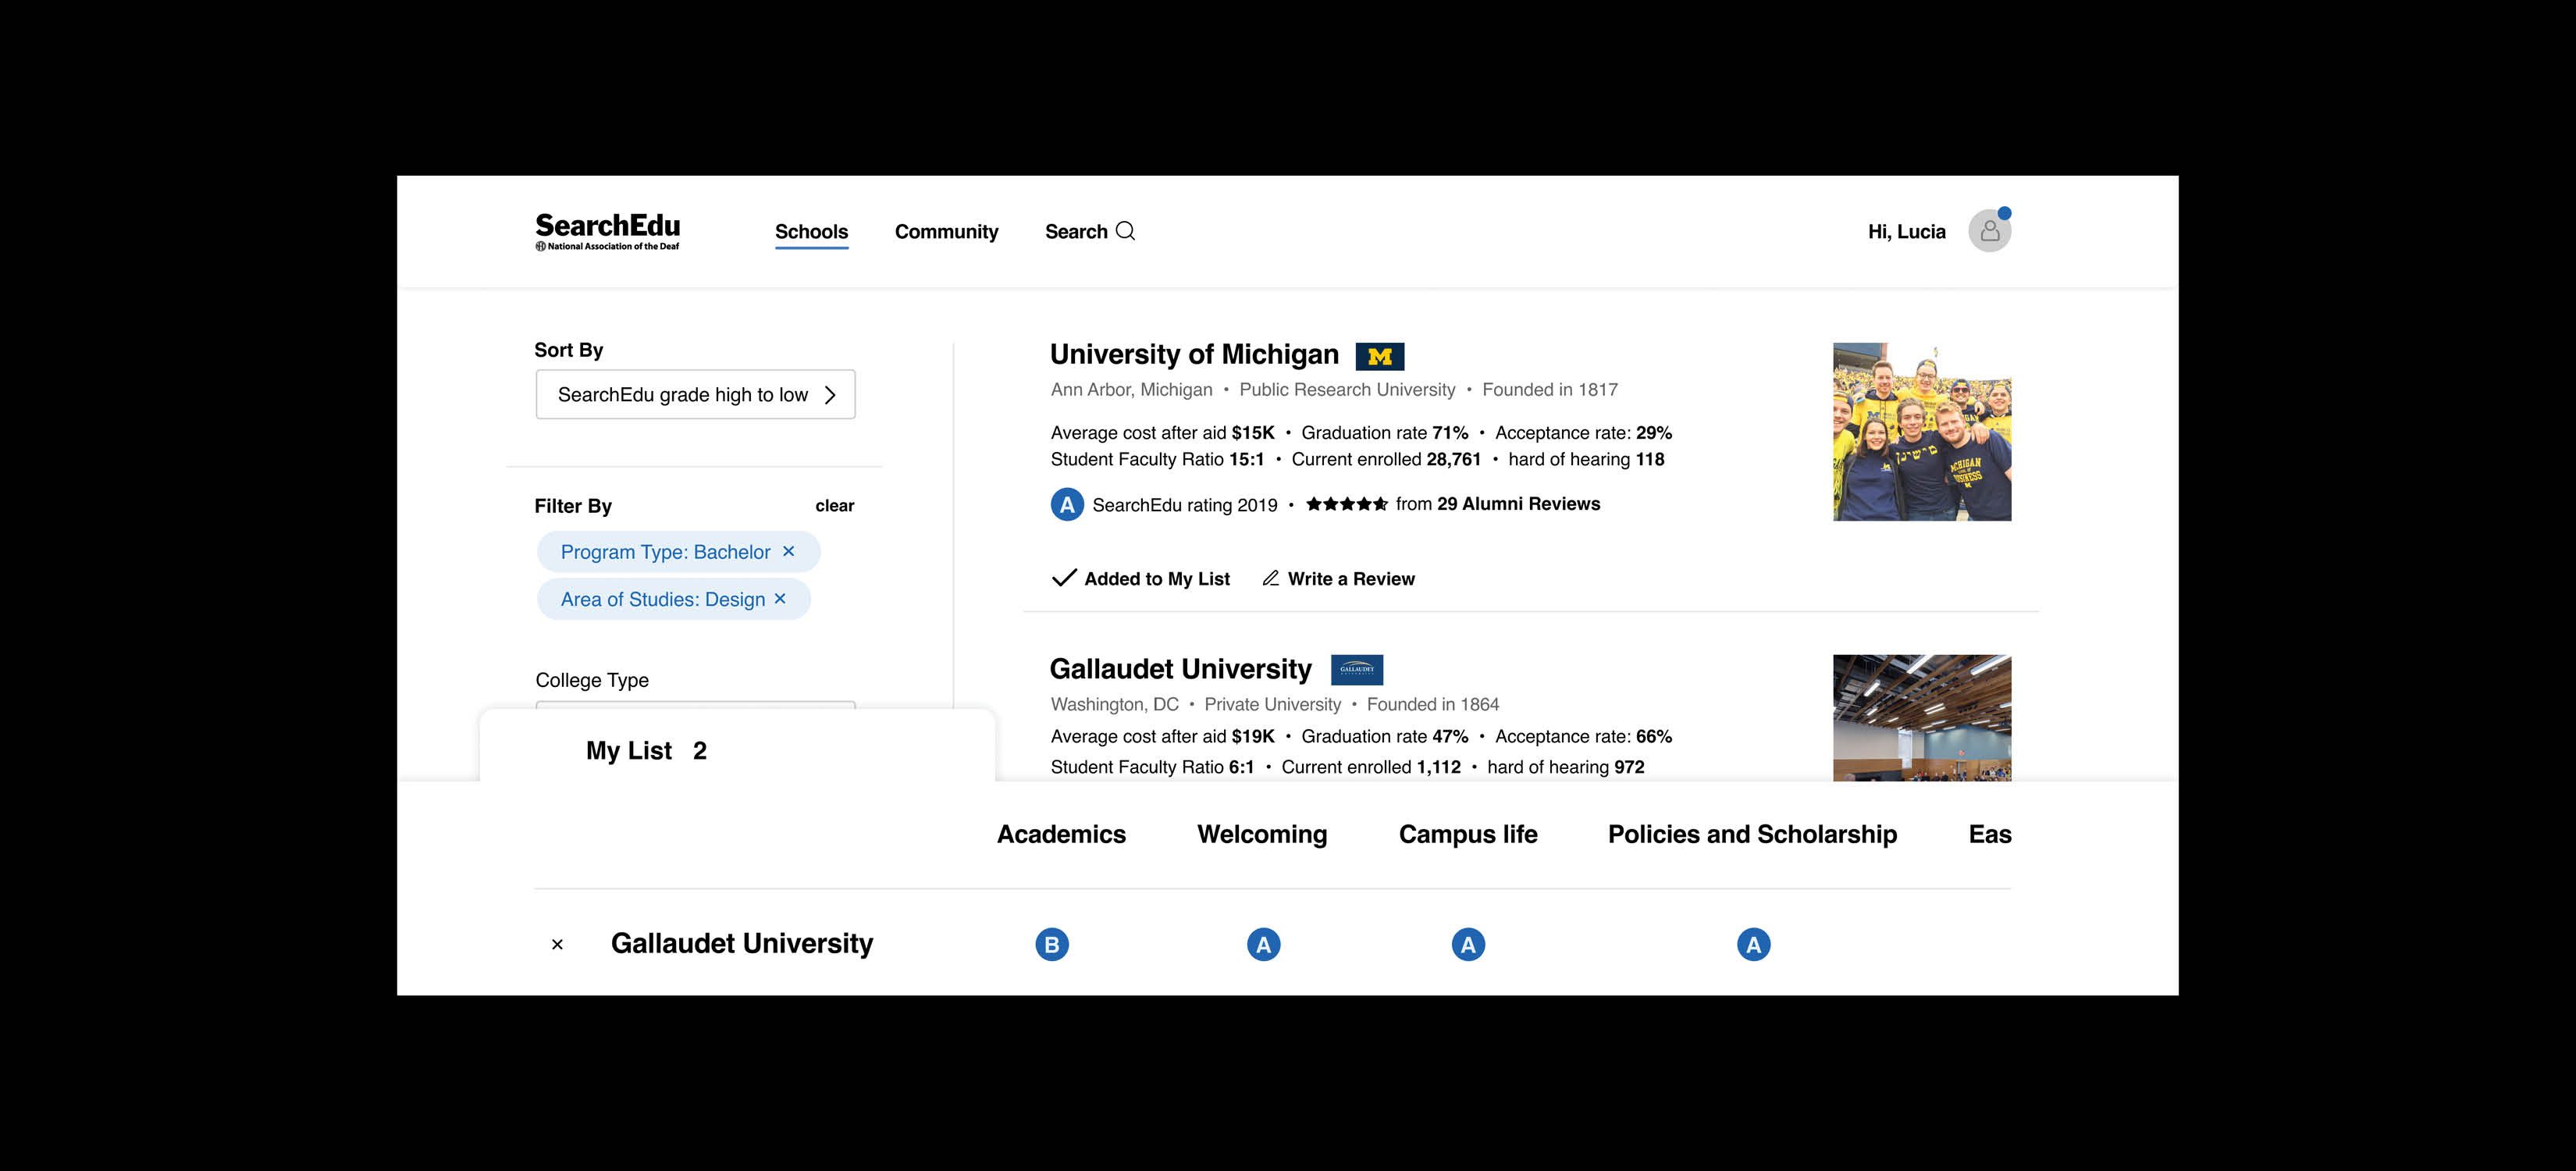 SearchEdu
National Association of the Deaf
Schools
Community
Search
Hi, Lucia
Sort By
SearchEdu grade high to low
Filter By
clear
Program Type: Bachelor ×
Area of Studies: Design ×
College Type
University of Michigan M
Ann Arbor, Michigan • Public Research University • Founded in 1817
Average cost after aid $15K • Graduation rate 71% • Acceptance rate: 29%
Student Faculty Ratio 15:1 • Current enrolled 28,761 • hard of hearing 118
A SearchEdu rating 2019 • ★★★★★ from 29 Alumni Reviews
Added to My List
Write a Review
Gallaudet University GALLAUDET
Washington, DC • Private University • Founded in 1864
Average cost after aid $19K • Graduation rate 47% • Acceptance rate: 66%
Student Faculty Ratio 6:1 • Current enrolled 1,112 • hard of hearing 972
My List 2
Academics
Welcoming
Campus life
Policies and Scholarship
Eas
× Gallaudet University B A A A